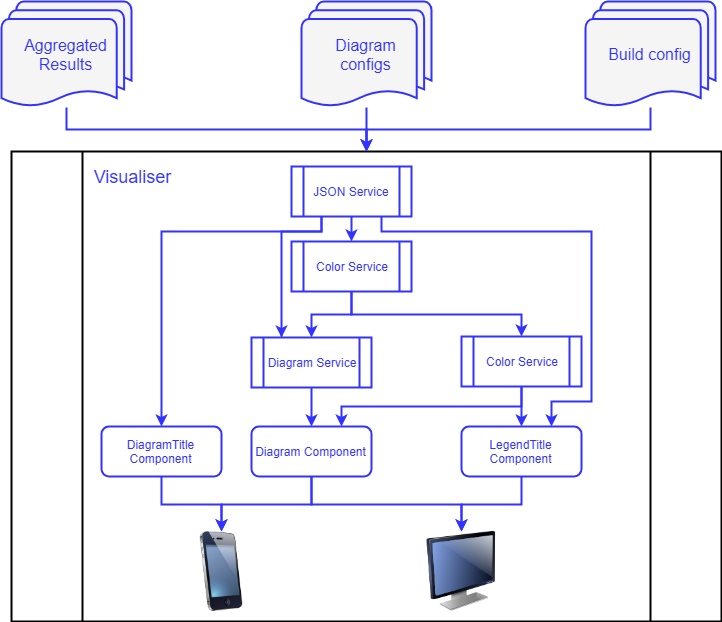 Aggregated
Results
Diagram
configs
Build config
Visualiser
JSON Service
Color Service
Diagram Service
Color Service
DiagramTitle
Component
Diagram Component
LegendTitle
Component